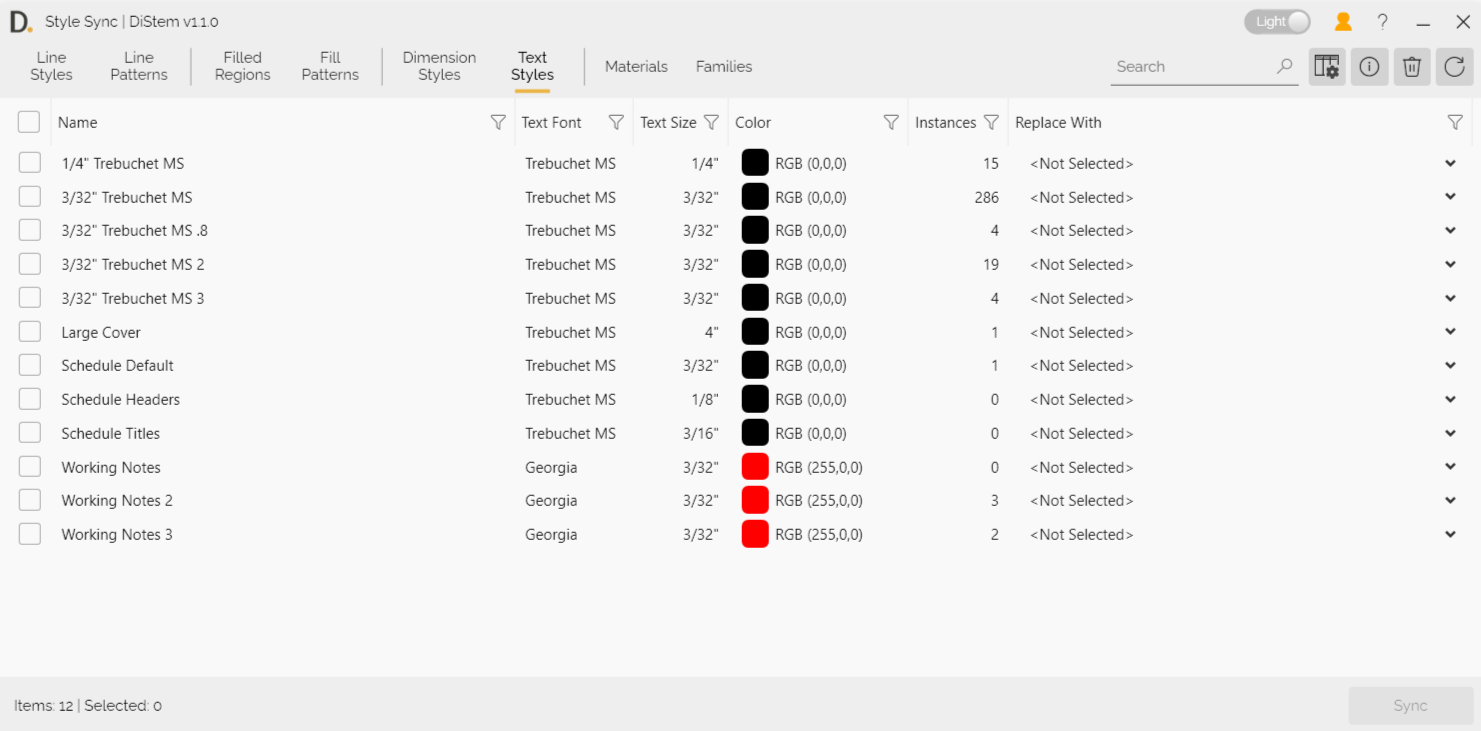 D. Style Sync | DiStem v1.1.0 Light ?
Line Styles Line Patterns Filled Regions Fill Patterns Dimension Styles Text Styles Materials Families Search
Name Text Font Text Size Color Instances Replace With
1/4" Trebuchet MS Trebuchet MS 1/4" RGB (0,0,0) 15 <Not Selected>
3/32" Trebuchet MS Trebuchet MS 3/32" RGB (0,0,0) 286 <Not Selected>
3/32" Trebuchet MS .8 Trebuchet MS 3/32" RGB (0,0,0) 4 <Not Selected>
3/32" Trebuchet MS 2 Trebuchet MS 3/32" RGB (0,0,0) 19 <Not Selected>
3/32" Trebuchet MS 3 Trebuchet MS 3/32" RGB (0,0,0) 4 <Not Selected>
Large Cover Trebuchet MS 4" RGB (0,0,0) 1 <Not Selected>
Schedule Default Trebuchet MS 3/32" RGB (0,0,0) 1 <Not Selected>
Schedule Headers Trebuchet MS 1/8" RGB (0,0,0) 0 <Not Selected>
Schedule Titles Trebuchet MS 3/16" RGB (0,0,0) 0 <Not Selected>
Working Notes Georgia 3/32" RGB (255,0,0) 0 <Not Selected>
Working Notes 2 Georgia 3/32" RGB (255,0,0) 3 <Not Selected>
Working Notes 3 Georgia 3/32" RGB (255,0,0) 2 <Not Selected>
Items: 12 | Selected: 0 Sync